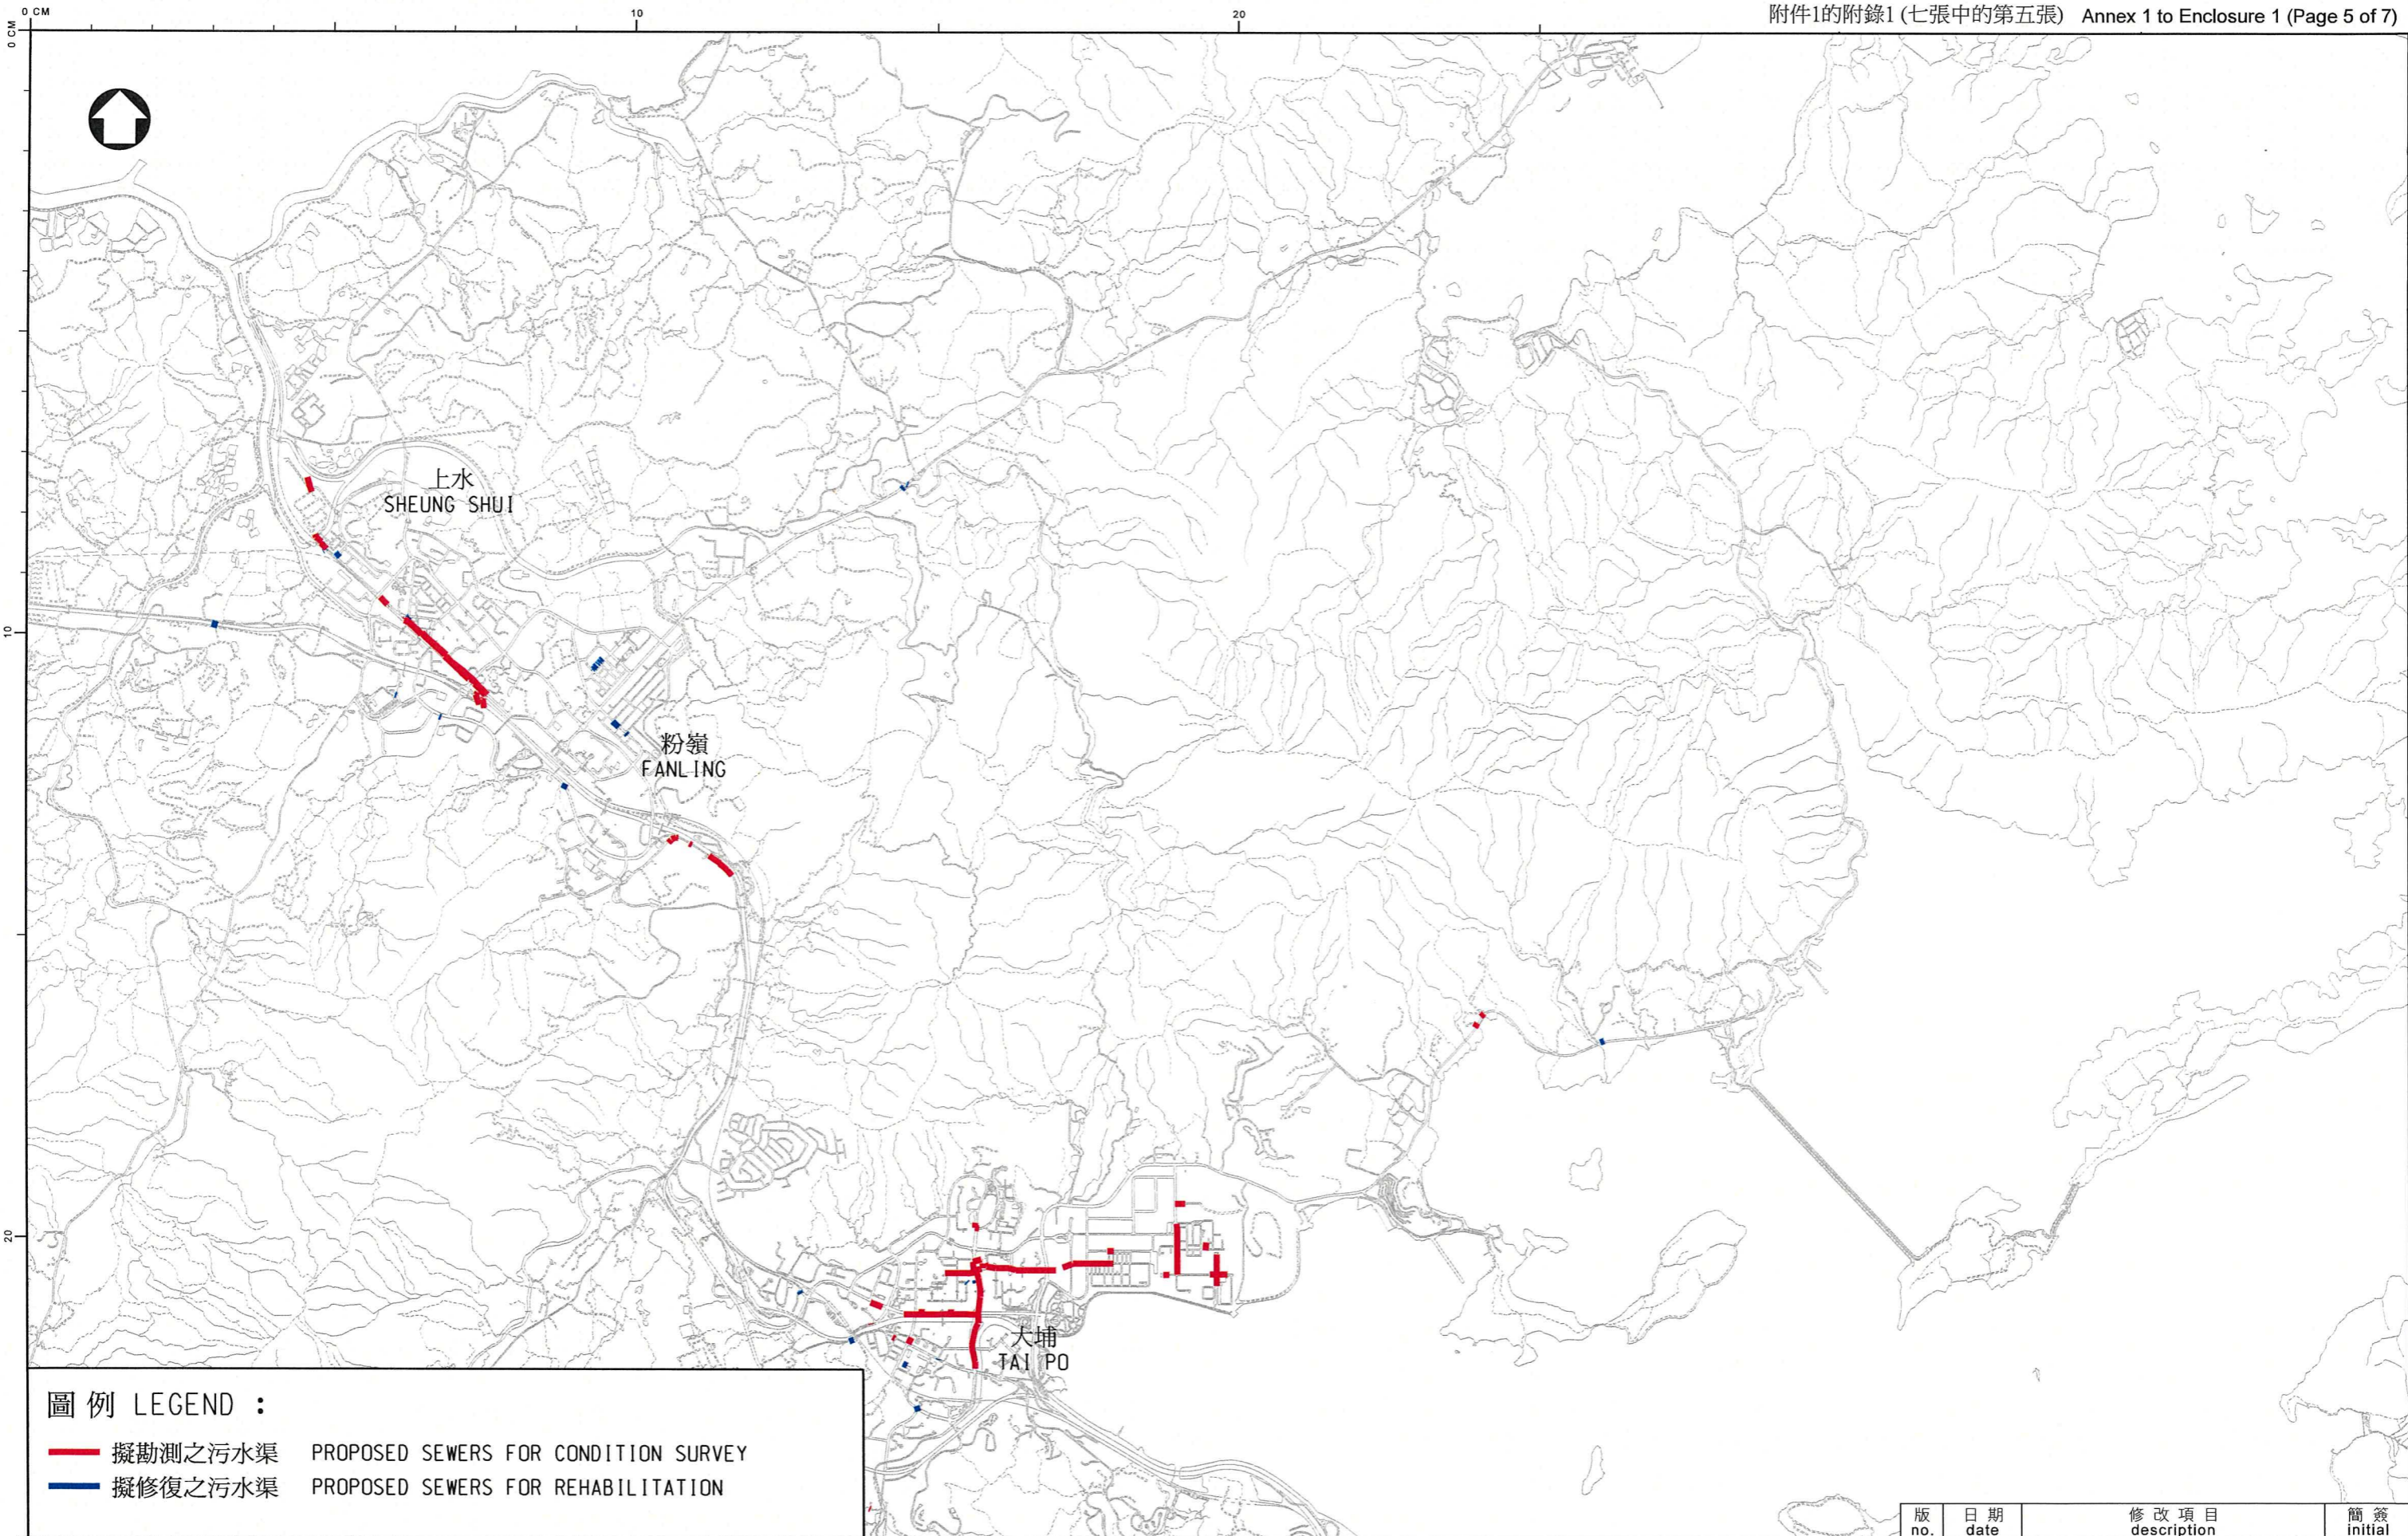 0 CM
10
20
附件1的附錄1 (七張中的第五張) Annex 1 to Enclosure 1 (Page 5 of 7)
0 CM
10
20
上水
SHEUNG SHUI
粉嶺
FANLING
大埔
TAI PO
圖例 LEGEND :
擬勘測之污水渠 PROPOSED SEWERS FOR CONDITION SURVEY
擬修復之污水渠 PROPOSED SEWERS FOR REHABILITATION
版 日期 修改項目 簡簽
no. date description initial